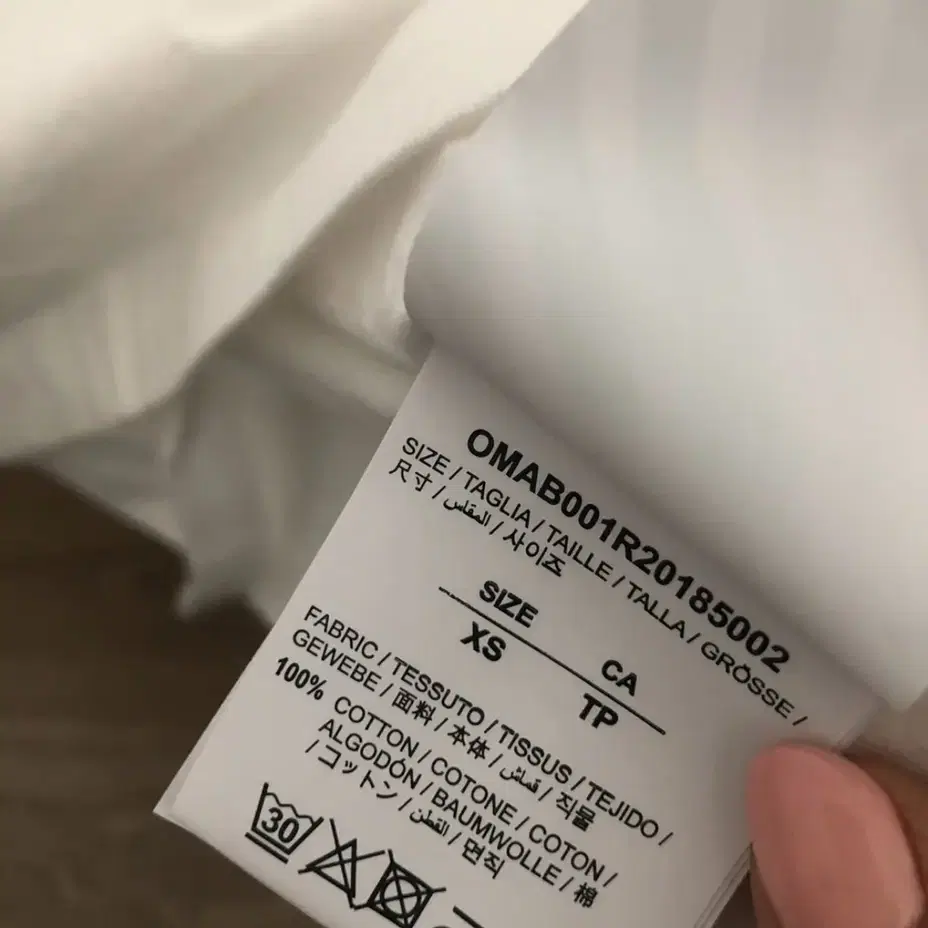 OMAB001R20185002
SIZE / TAGLIA / TAILLE / TALLA / GRÖSSE /
尺寸 / المقاس / 사이즈
SIZE CA
XS TP
FABRIC / TESSUTO / TISSUS / TEJIDO /
GEWEBE / 面料 / 本体 / قماش / 직물
100% COTTON / COTONE / COTON /
ALGODÓN / BAUMWOLLE / 棉
/ コットン / القطن / 면직
30